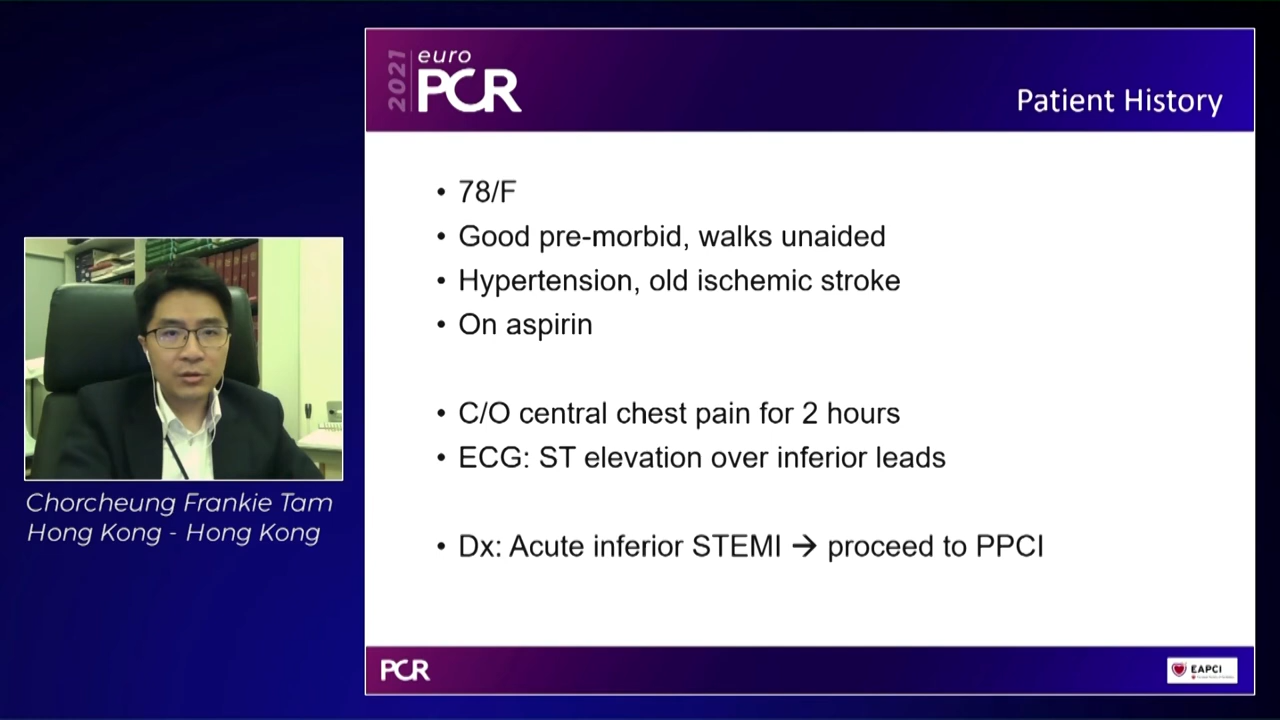 2021 euro PCR
Patient History
• 78/F
• Good pre-morbid, walks unaided
• Hypertension, old ischemic stroke
• On aspirin
• C/O central chest pain for 2 hours
• ECG: ST elevation over inferior leads
• Dx: Acute inferior STEMI → proceed to PPCI
Chorcheung Frankie Tam
Hong Kong - Hong Kong
PCR
EAPCI